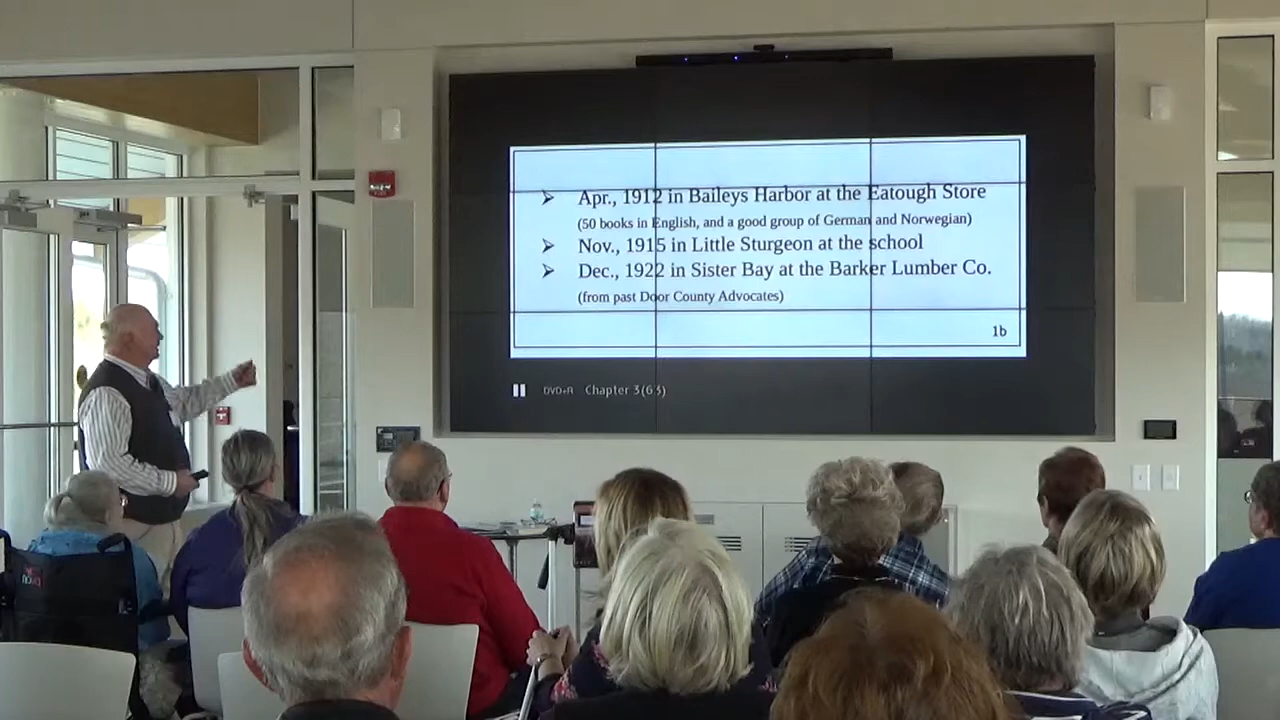 ➢ Apr., 1912 in Baileys Harbor at the Eatough Store
(50 books in English, and a good group of German and Norwegian)
➢ Nov., 1915 in Little Sturgeon at the school
➢ Dec., 1922 in Sister Bay at the Barker Lumber Co.
(from past Door County Advocates)
1b
DVD+R Chapter 3(63)
nova